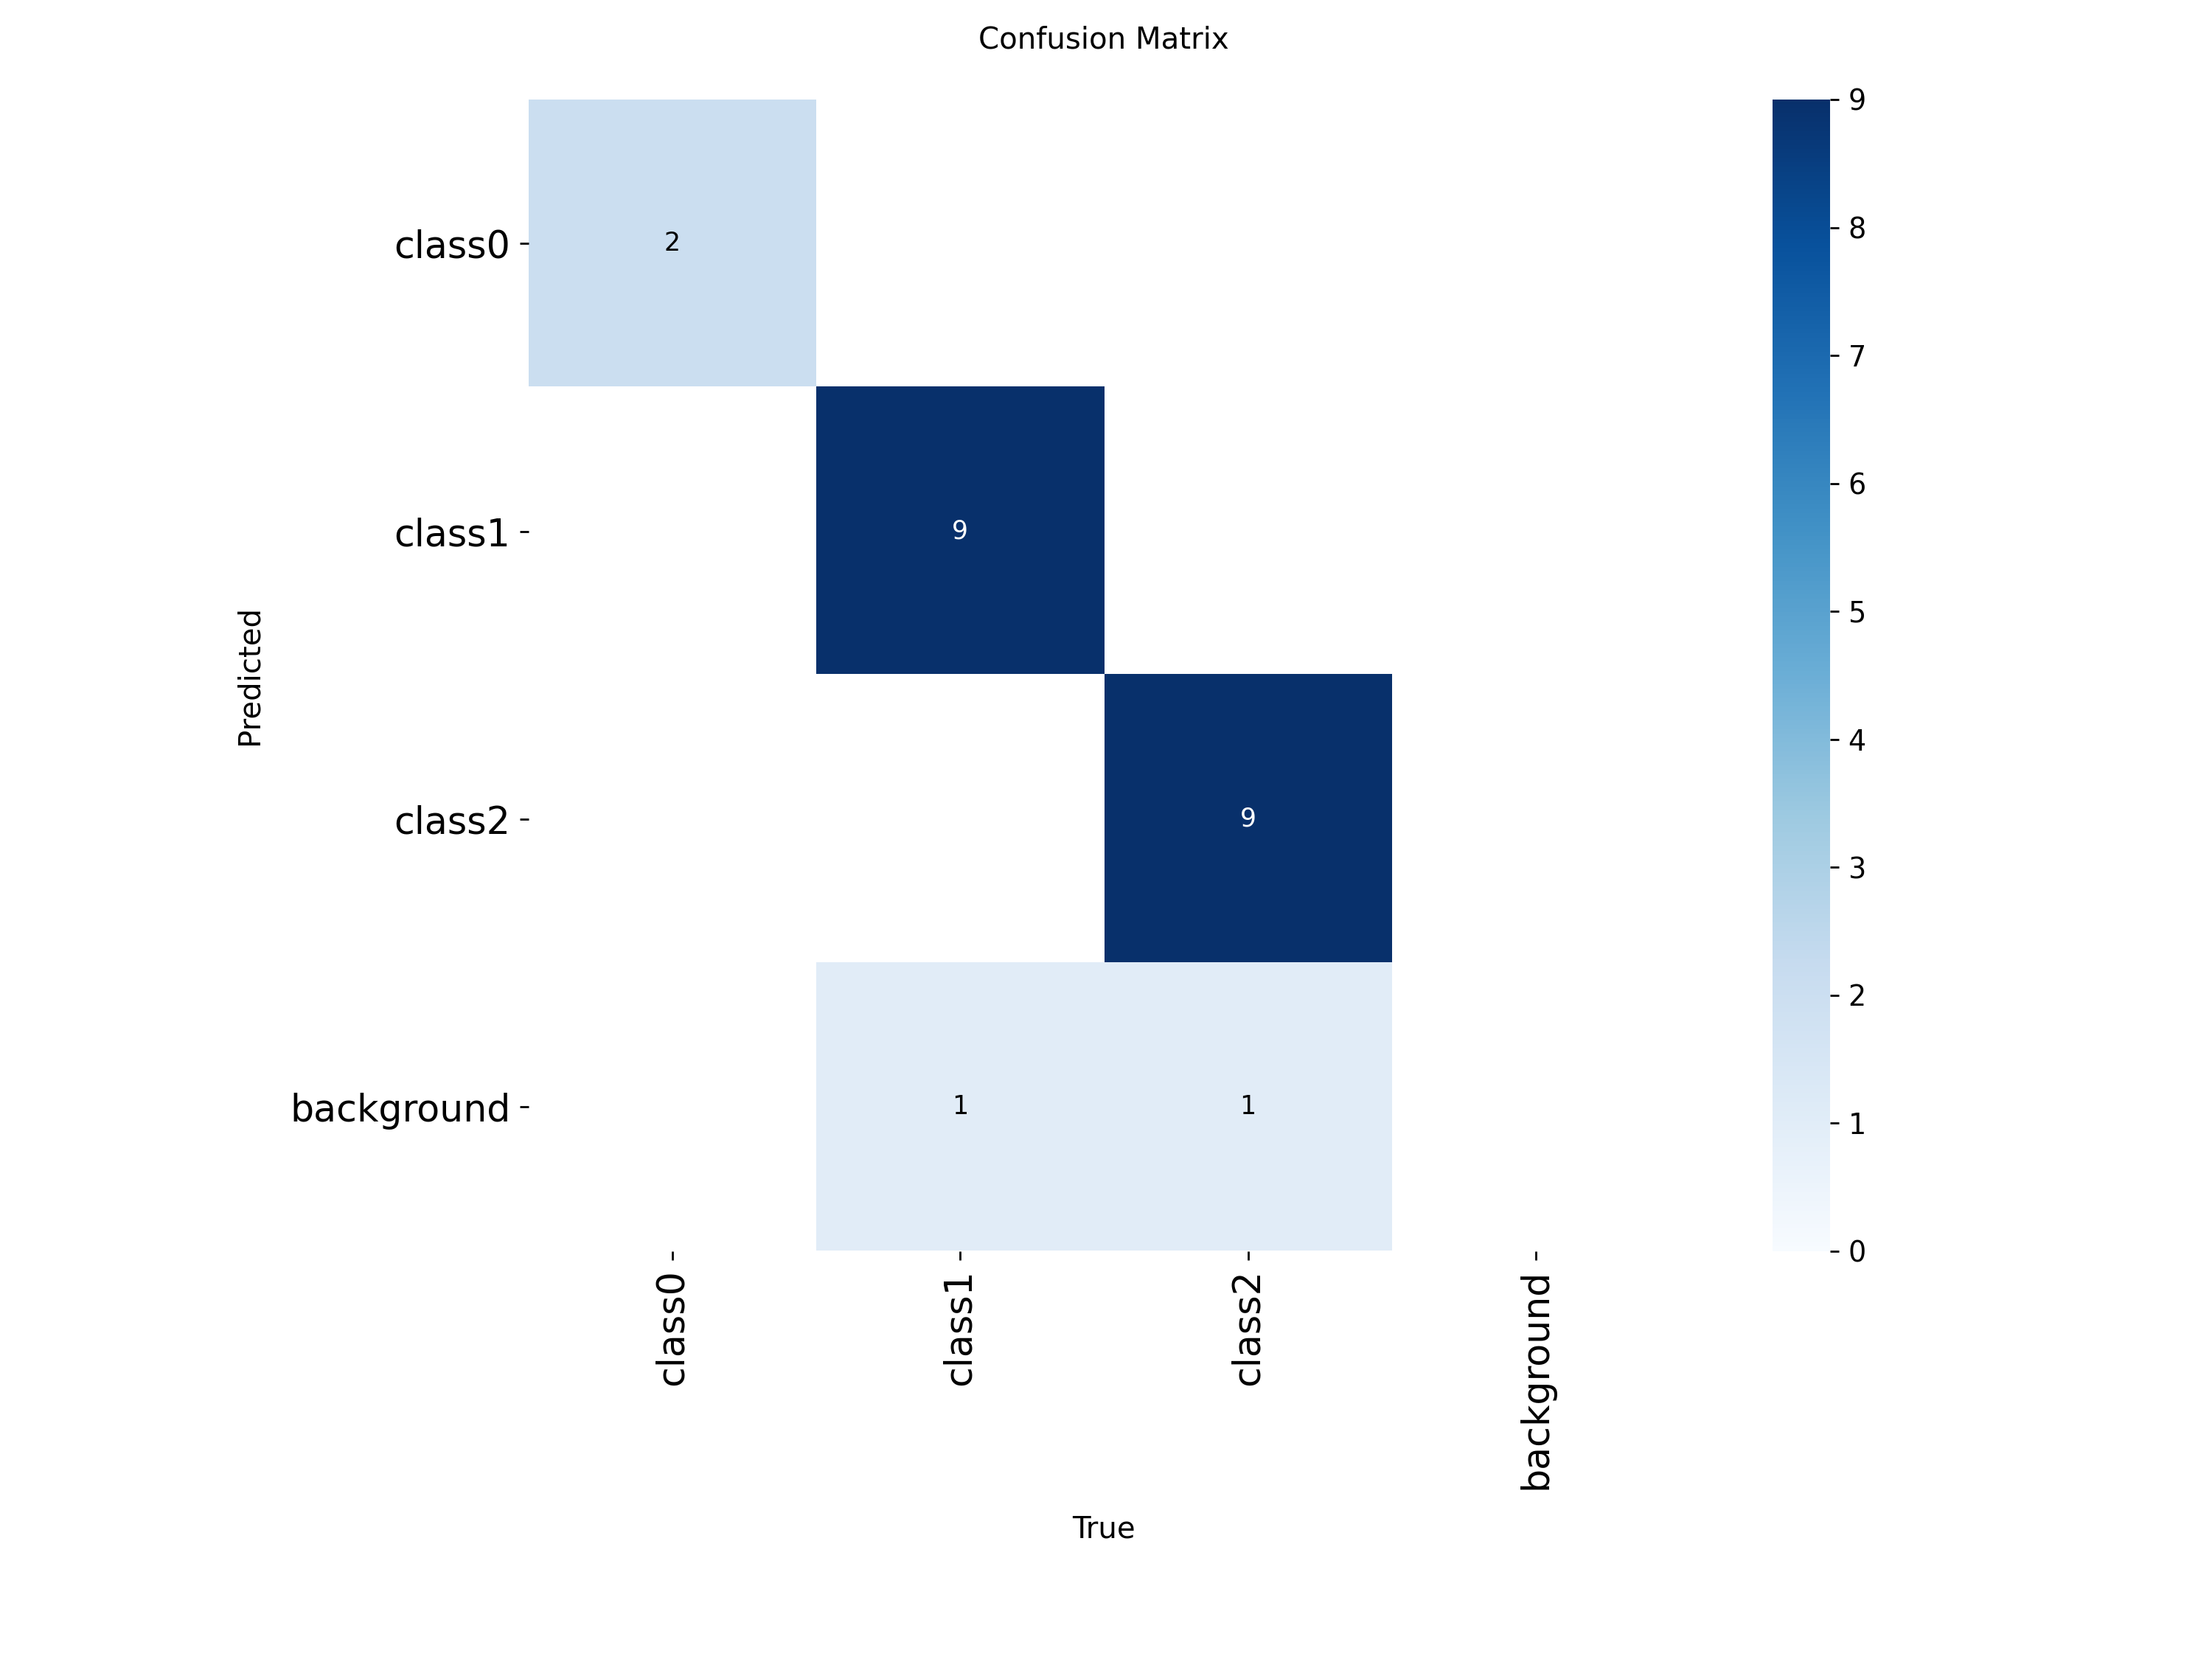 Confusion Matrix
Predicted
class0
class1
class2
background
2
9
9
1 1
class0 class1 class2 background
True
9
8
7
6
5
4
3
2
1
0